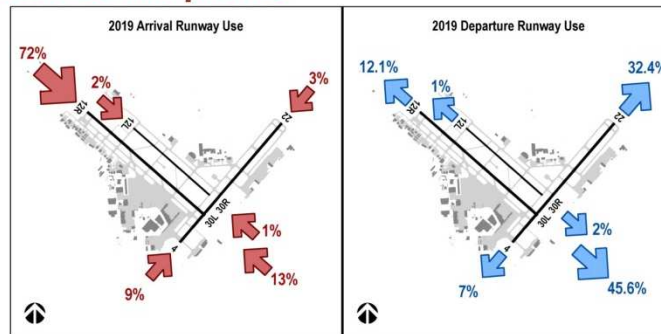 2019 Arrival Runway Use
72%
2%
3%
12R
12L
22
30L 30R
4
1%
13%
9%
2019 Departure Runway Use
12.1%
1%
32.4%
12R
12L
22
30L 30R
4
2%
7%
45.6%